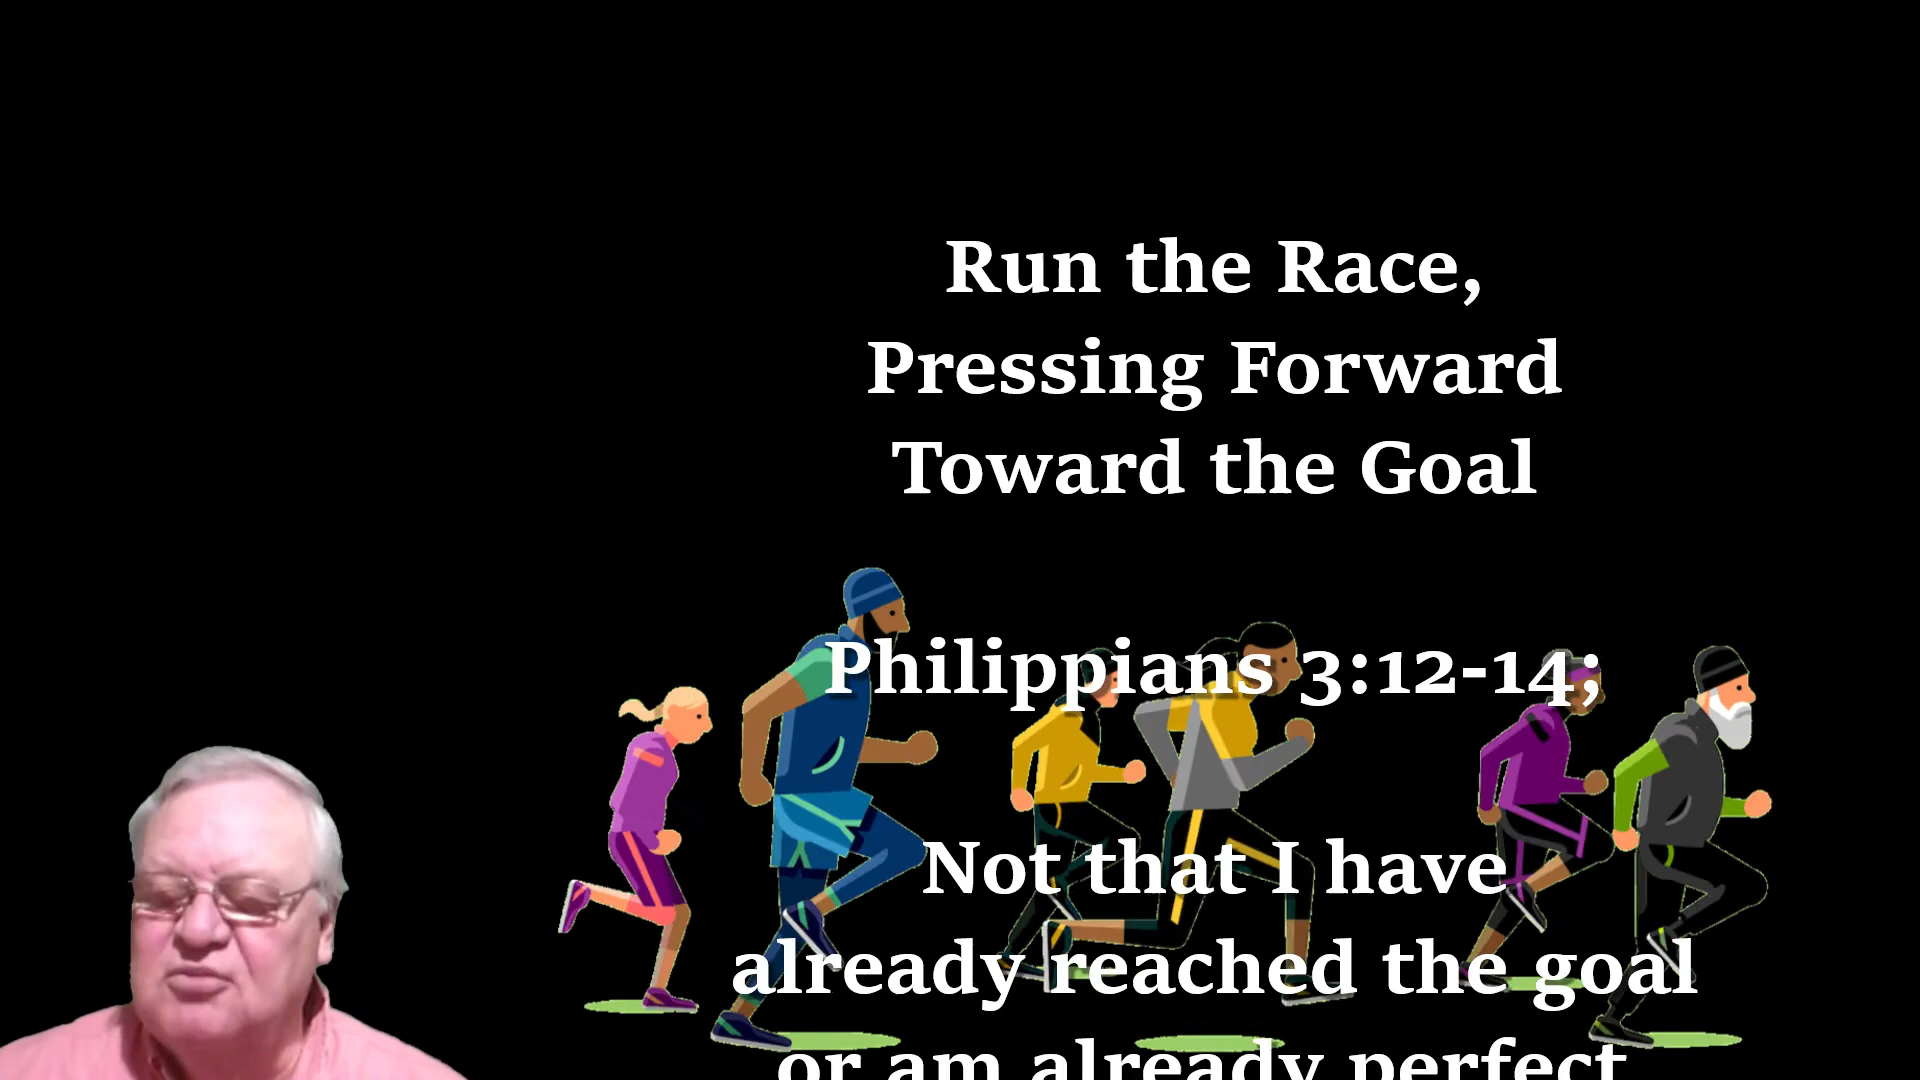 Run the Race,
Pressing Forward
Toward the Goal
Philippians 3:12-14;
Not that I have
already reached the goal
or am already perfect